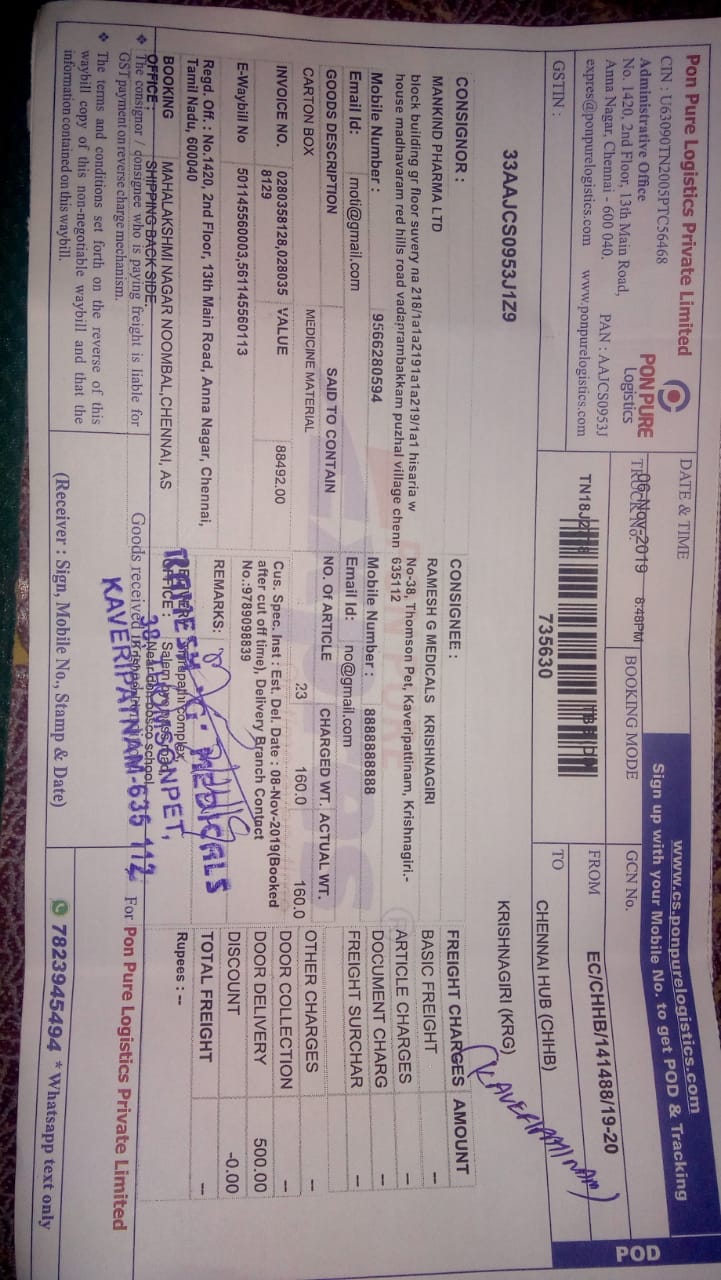 Pon Pure Logistics Private Limited
CIN : U63090TN2005PTC56468
Administrative Office
No. 1420, 2nd Floor, 13th Main Road,
Anna Nagar, Chennai - 600 040.
PAN : AAJCS0953J
expres@ponpurelogistics.com www.ponpurelogistics.com
PON PURE
Logistics
GSTIN :
33AAJCS0953J1Z9
DATE & TIME
06-Nov-2019 8:48PM
TRUCK No.
BOOKING MODE
735630
www.cs.ponpurelogistics.com
Sign up with your Mobile No. to get POD & Tracking
POD
GCN No.
EC/CHHB/141488/19-20
FROM
CHENNAI HUB (CHHB)
TO
KRISHNAGIRI (KRG)
CONSIGNOR :
MANKIND PHARMA LTD
block building gr floor suvery na 218/1a1a2191a1a219/1a1 hisaria w
house madhavaram red hills road vadaprambakkam puzhal village chenn
Mobile Number : 9566280594
Email Id: moti@gmail.com
CONSIGNEE :
RAMESH G MEDICALS KRISHNAGIRI
No-38, Thomson Pet, Kaveripattinam, Krishnagiri.-
635112
Mobile Number : 8888888888
Email Id: no@gmail.com
GOODS DESCRIPTION SAID TO CONTAIN NO. Of ARTICLE CHARGED WT. ACTUAL WT.
CARTON BOX MEDICINE MATERIAL 23 160.0 160.0
INVOICE NO. 0280358128,028035
8129
VALUE 88492.00
E-Waybill No 501145560003,561145560113
Cus. Spec. Inst : Est. Del. Date : 08-Nov-2019(Booked
after cut off time), Delivery Branch Contact
No.:9789098839
REMARKS:
FREIGHT CHARGES AMOUNT
BASIC FREIGHT --
ARTICLE CHARGES --
DOCUMENT CHARG --
FREIGHT SURCHAR --
OTHER CHARGES --
DOOR COLLECTION --
DOOR DELIVERY 500.00
DISCOUNT -0.00
TOTAL FREIGHT --
Rupees : --
Regd. Off. : No.1420, 2nd Floor, 13th Main Road, Anna Nagar, Chennai,
Tamil Nadu, 600040
BOOKING
OFFICE :
MAHALAKSHMI NAGAR NOOMBAL,CHENNAI, AS
SHIPPING BACK SIDE,
MEDICALS
KAVERIPATNAM-635 112
Goods received
❖ The consignor / consignee who is paying freight is liable for
GST payment on reverse charge mechanism.
❖ The terms and conditions set forth on the reverse of this
waybill copy of this non-negotiable waybill and that the
information contained on this waybill.
(Receiver : Sign, Mobile No., Stamp & Date)
For Pon Pure Logistics Private Limited
7823945494 *Whatsapp text only